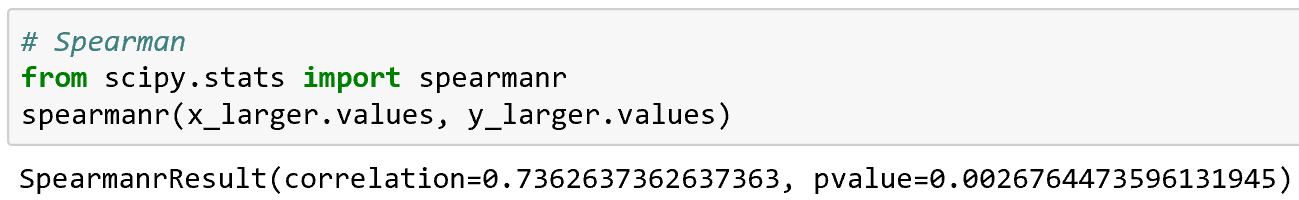 # Spearman
from scipy.stats import spearmanr
spearmanr(x_larger.values, y_larger.values)
SpearmanrResult(correlation=0.7362637362637363, pvalue=0.0026764473596131945)